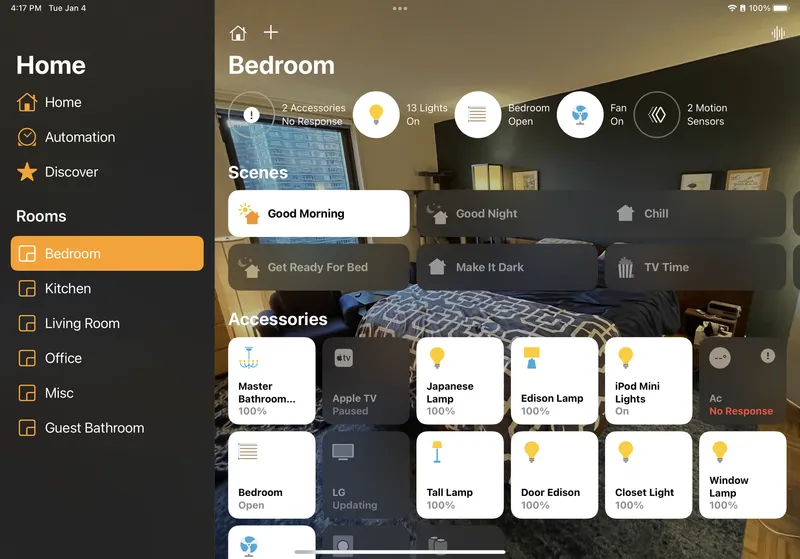 4:17 PM Tue Jan 4
100%
Home
Home
Automation
Discover
Rooms
Bedroom
Kitchen
Living Room
Office
Misc
Guest Bathroom
Bedroom
2 Accessories
No Response
13 Lights
On
Bedroom
Open
Fan
On
2 Motion
Sensors
Scenes
Good Morning
Good Night
Chill
Get Ready For Bed
Make It Dark
TV Time
Accessories
Master
Bathroom...
100%
tv
Apple TV
Paused
Japanese
Lamp
100%
Edison Lamp
100%
iPod Mini
Lights
On
--°
Ac
No Response
Bedroom
Open
LG
Updating
Tall Lamp
100%
Door Edison
100%
Closet Light
100%
Window
Lamp
100%